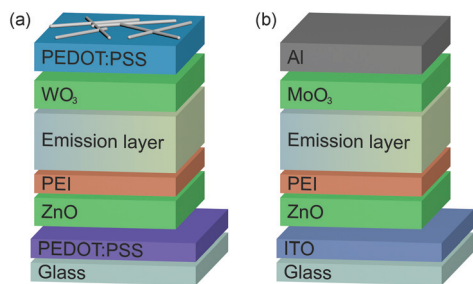 (a)
PEDOT:PSS
WO₃
Emission layer
PEI
ZnO
PEDOT:PSS
Glass
(b)
Al
MoO₃
Emission layer
PEI
ZnO
ITO
Glass